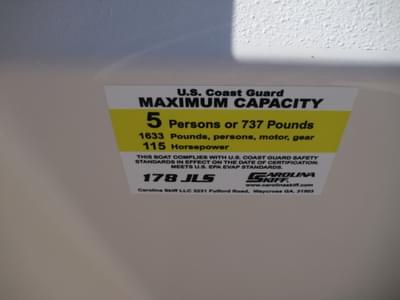 U.S. Coast Guard
MAXIMUM CAPACITY
5 Persons or 737 Pounds
1633 Pounds, persons, motor, gear
115 Horsepower
THIS BOAT COMPLIES WITH U.S. COAST GUARD SAFETY
STANDARDS IN EFFECT ON THE DATE OF CERTIFICATION.
MEETS U.S. EPA EVAP STANDARDS.
178 JLS CAROLINA SKIFF
www.carolinaskiff.com
Carolina Skiff LLC 3231 Fulford Road, Waycross GA. 31503